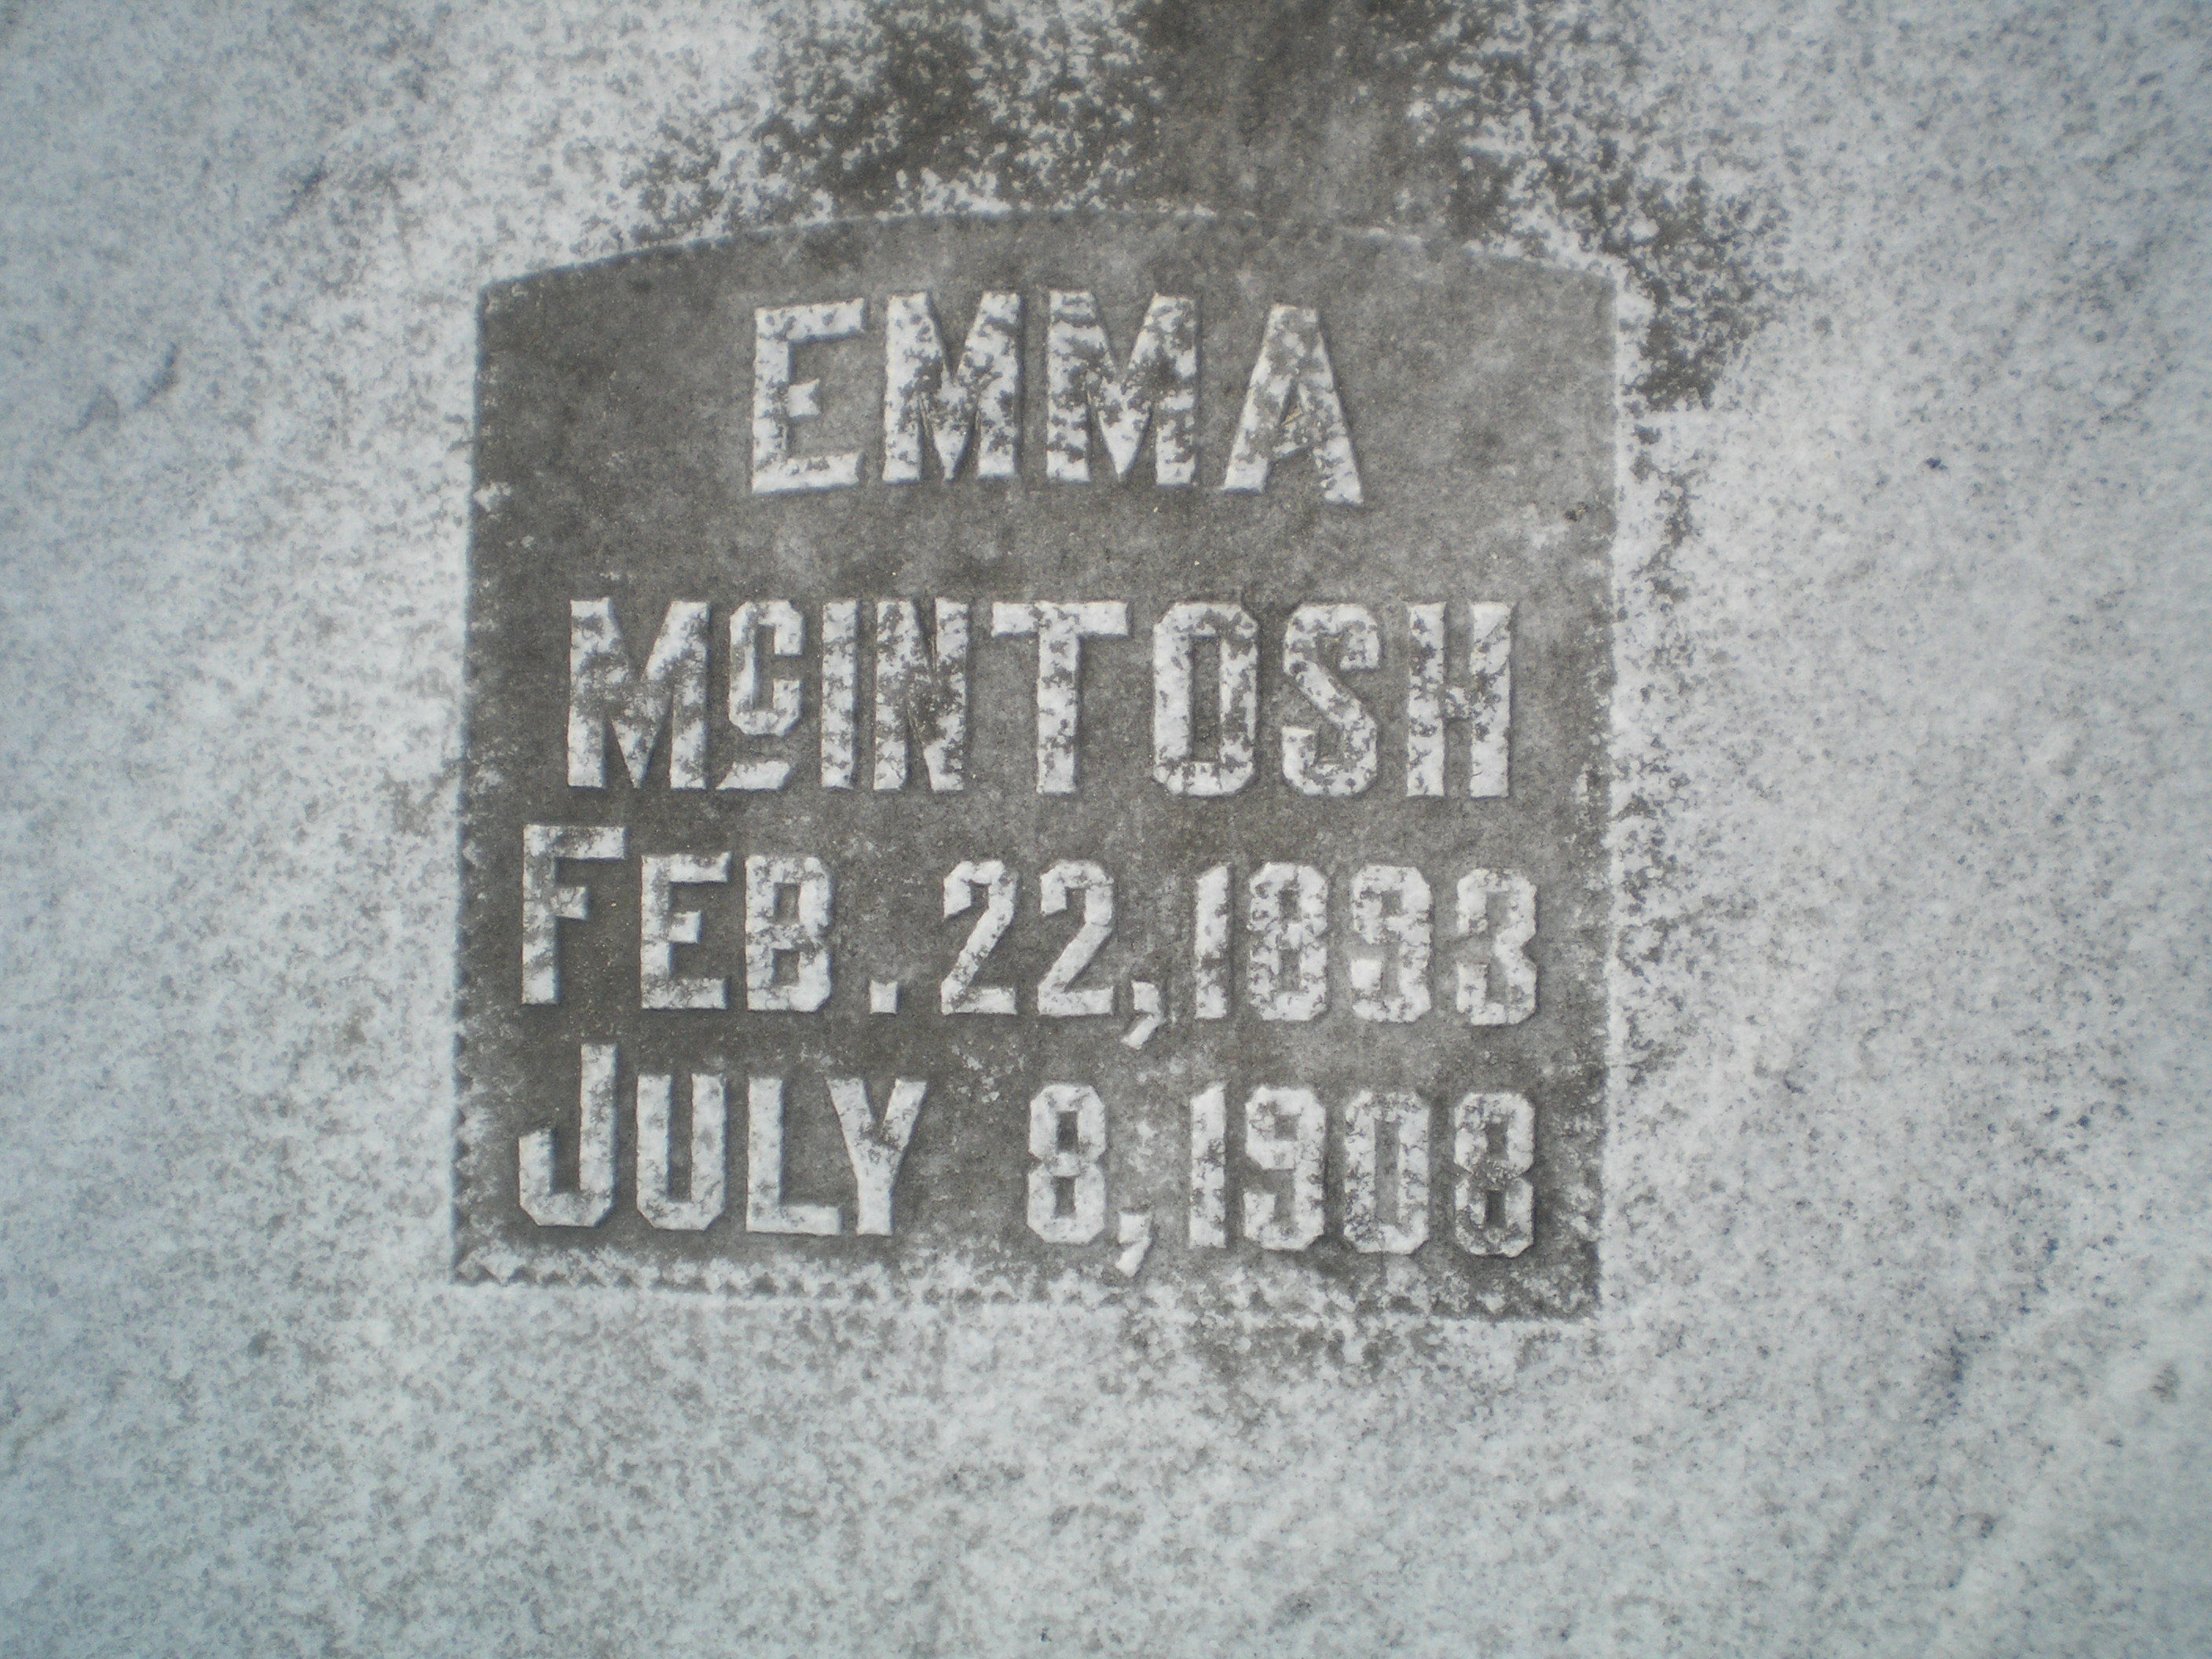 EMMA
McINTOSH
FEB. 22, 1893
JULY 8, 1908